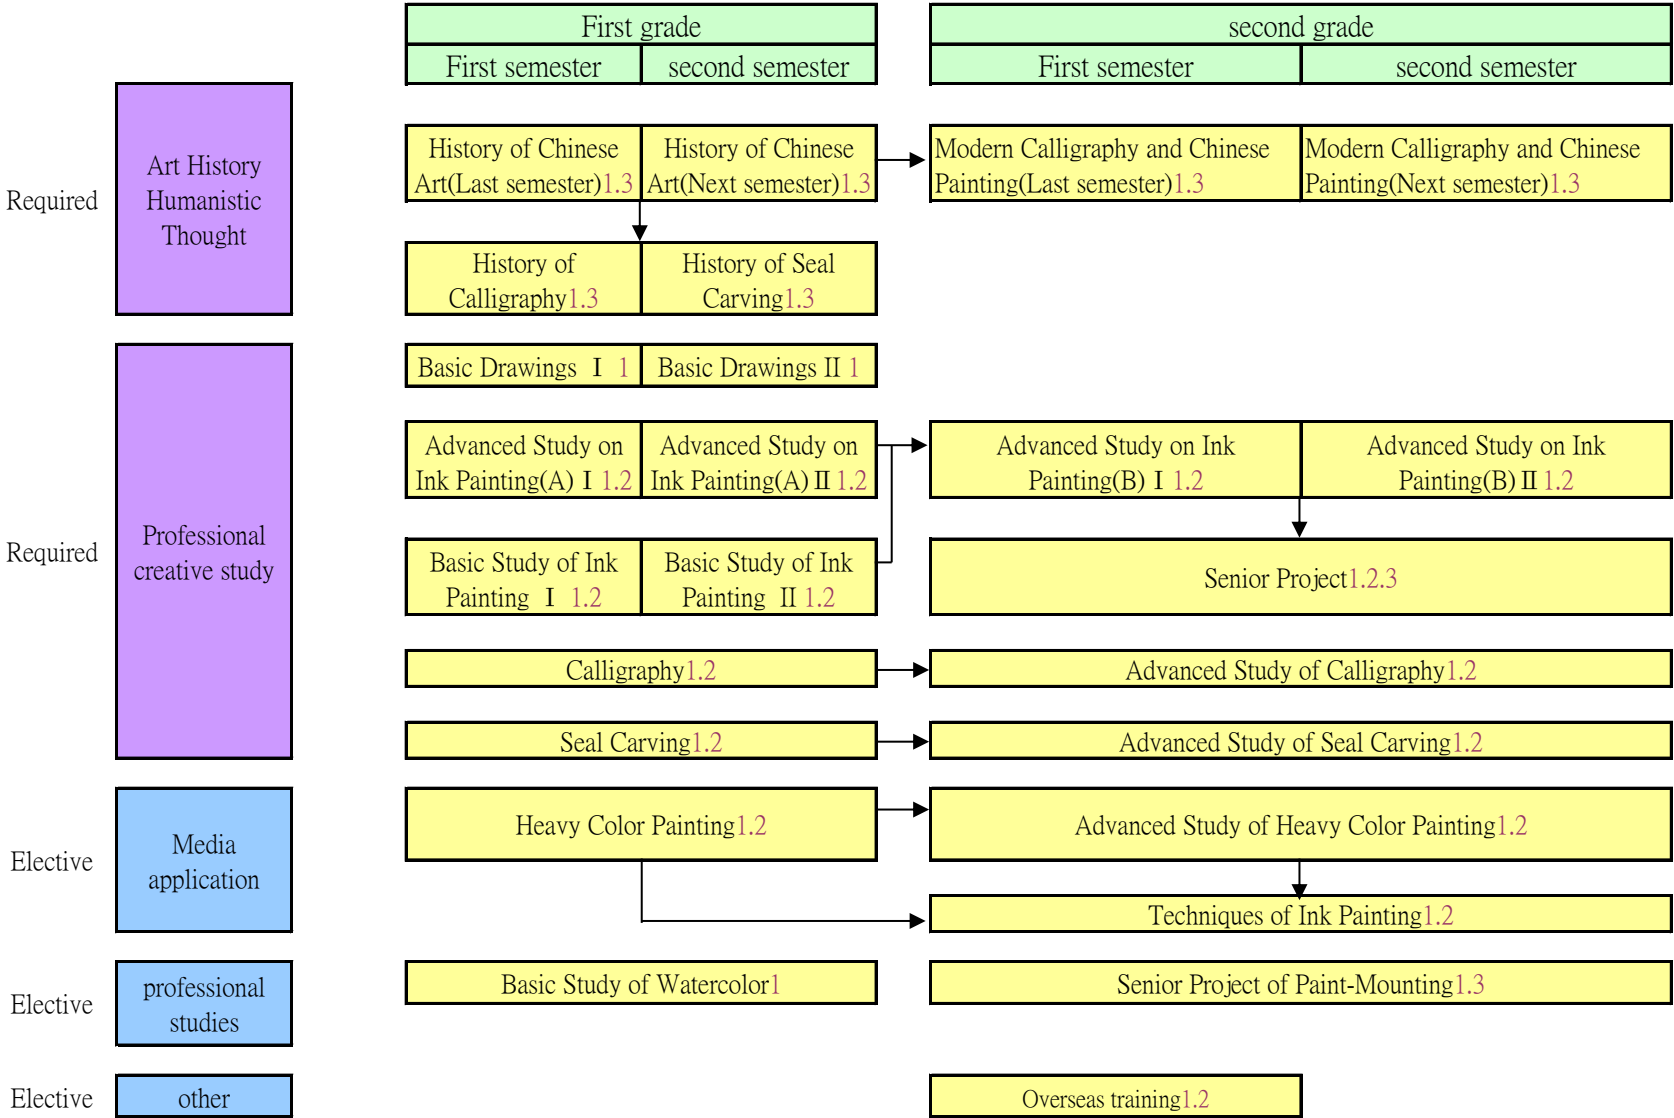 First grade
second grade
First semester
second semester
First semester
second semester
Required
Art History
Humanistic
Thought
History of Chinese
Art(Last semester)1.3
History of Chinese
Art(Next semester)1.3
Modern Calligraphy and Chinese
Painting(Last semester)1.3
Modern Calligraphy and Chinese
Painting(Next semester)1.3
History of
Calligraphy1.3
History of Seal
Carving1.3
Required
Professional
creative study
Basic Drawings Ⅰ 1
Basic Drawings II 1
Advanced Study on
Ink Painting(A) I 1.2
Advanced Study on
Ink Painting(A) II 1.2
Advanced Study on Ink
Painting(B) I 1.2
Advanced Study on Ink
Painting(B) II 1.2
Basic Study of Ink
Painting Ⅰ 1.2
Basic Study of Ink
Painting II 1.2
Senior Project1.2.3
Calligraphy1.2
Advanced Study of Calligraphy1.2
Seal Carving1.2
Advanced Study of Seal Carving1.2
Elective
Media
application
Heavy Color Painting1.2
Advanced Study of Heavy Color Painting1.2
Techniques of Ink Painting1.2
Elective
professional
studies
Basic Study of Watercolor1
Senior Project of Paint-Mounting1.3
Elective
other
Overseas training1.2